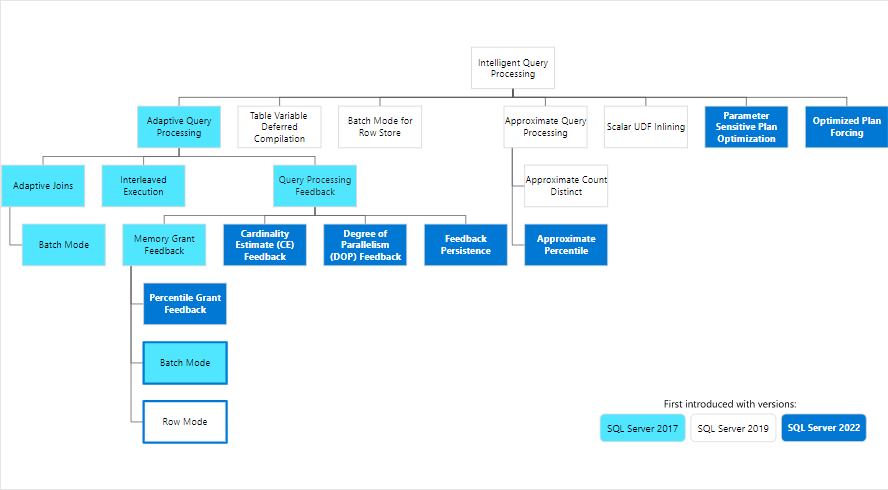 Intelligent Query
Processing
Adaptive Query
Processing
Table Variable
Deferred
Compilation
Batch Mode for
Row Store
Approximate Query
Processing
Scalar UDF Inlining
Parameter
Sensitive Plan
Optimization
Optimized Plan
Forcing
Adaptive Joins
Interleaved
Execution
Query Processing
Feedback
Approximate Count
Distinct
Batch Mode
Memory Grant
Feedback
Cardinality
Estimate (CE)
Feedback
Degree of
Parallelism
(DOP) Feedback
Feedback
Persistence
Approximate
Percentile
Percentile Grant
Feedback
Batch Mode
Row Mode
First introduced with versions:
SQL Server 2017
SQL Server 2019
SQL Server 2022